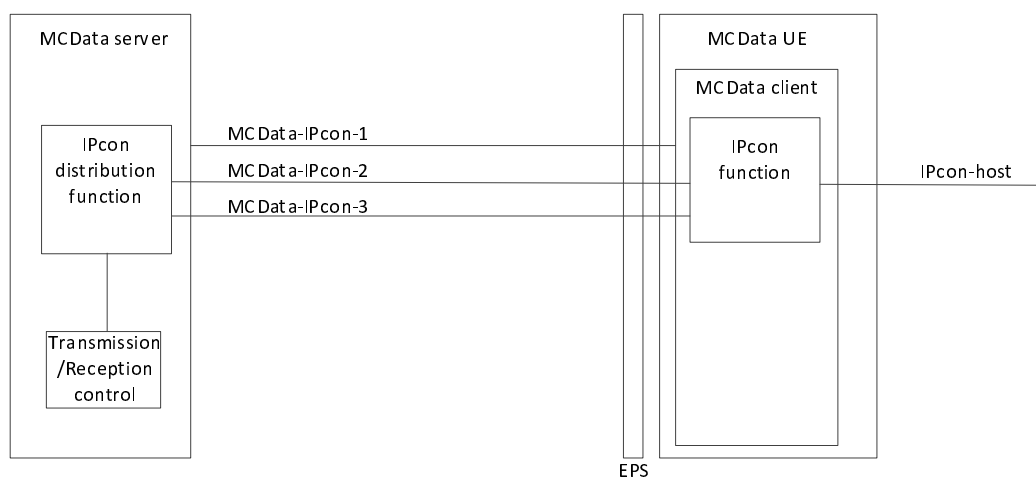 MCData server
MCData UE
MCData client
IPcon
distribution
function
MCData-IPcon-1
MCData-IPcon-2
MCData-IPcon-3
IPcon
function
IPcon-host
Transmission
/Reception
control
EPS